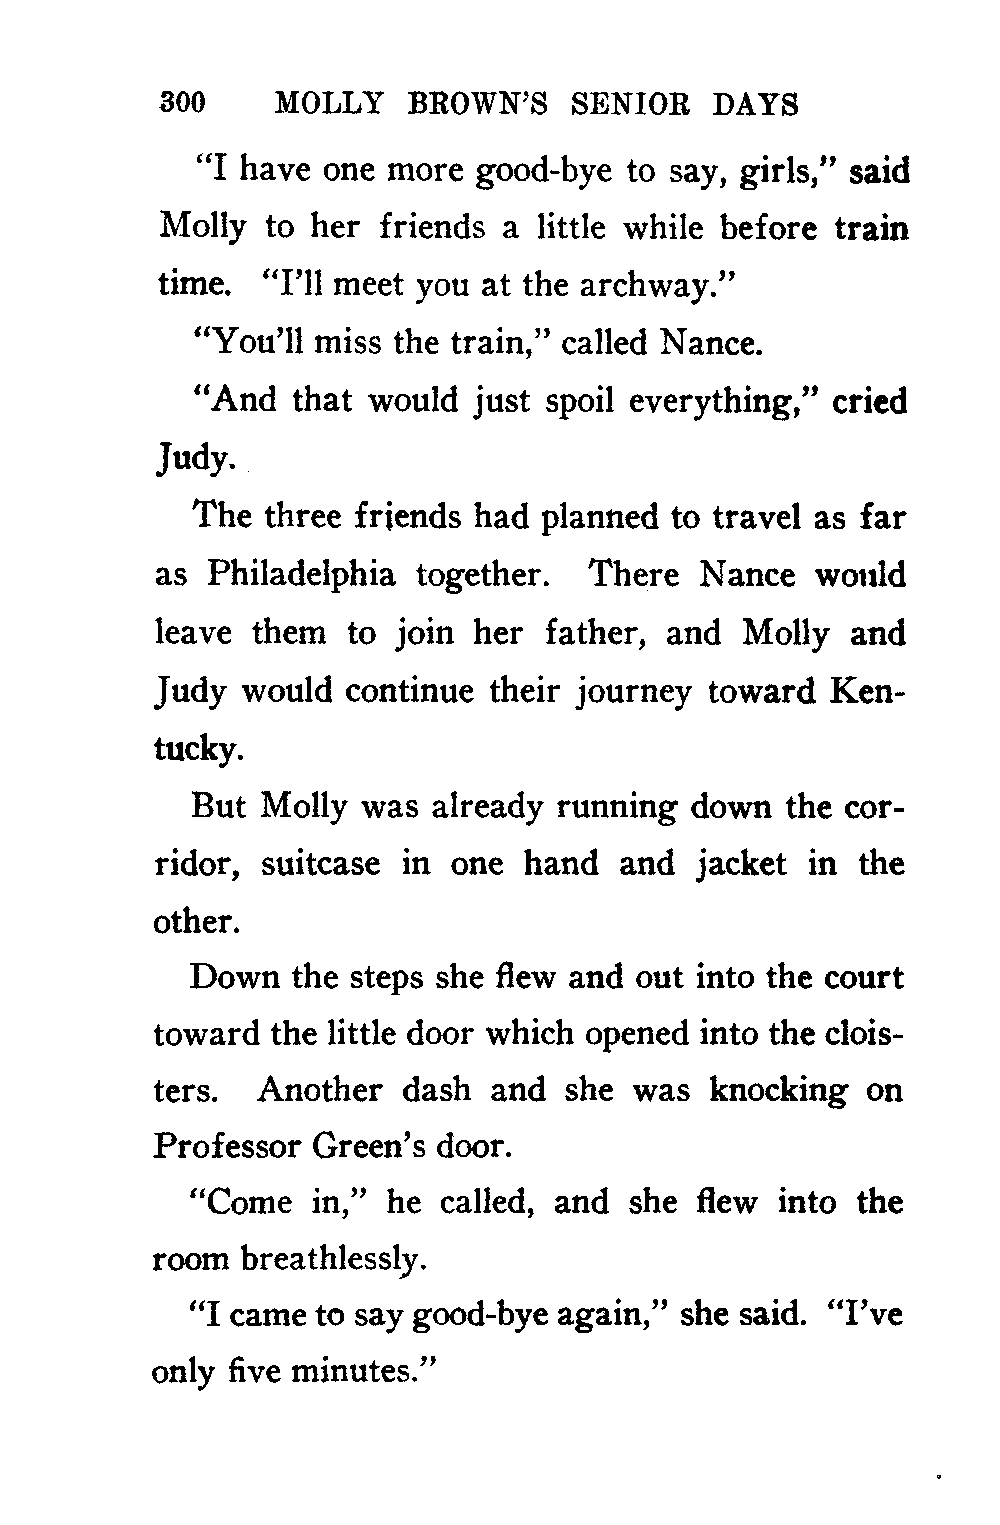 300 MOLLY BROWN'S SENIOR DAYS
"I have one more good-bye to say, girls," said
Molly to her friends a little while before train
time. "I'll meet you at the archway."
"You'll miss the train," called Nance.
"And that would just spoil everything," cried
Judy.
The three friends had planned to travel as far
as Philadelphia together. There Nance would
leave them to join her father, and Molly and
Judy would continue their journey toward Ken-
tucky.
But Molly was already running down the cor-
ridor, suitcase in one hand and jacket in the
other.
Down the steps she flew and out into the court
toward the little door which opened into the clois-
ters. Another dash and she was knocking on
Professor Green's door.
"Come in," he called, and she flew into the
room breathlessly.
"I came to say good-bye again," she said. "I've
only five minutes."